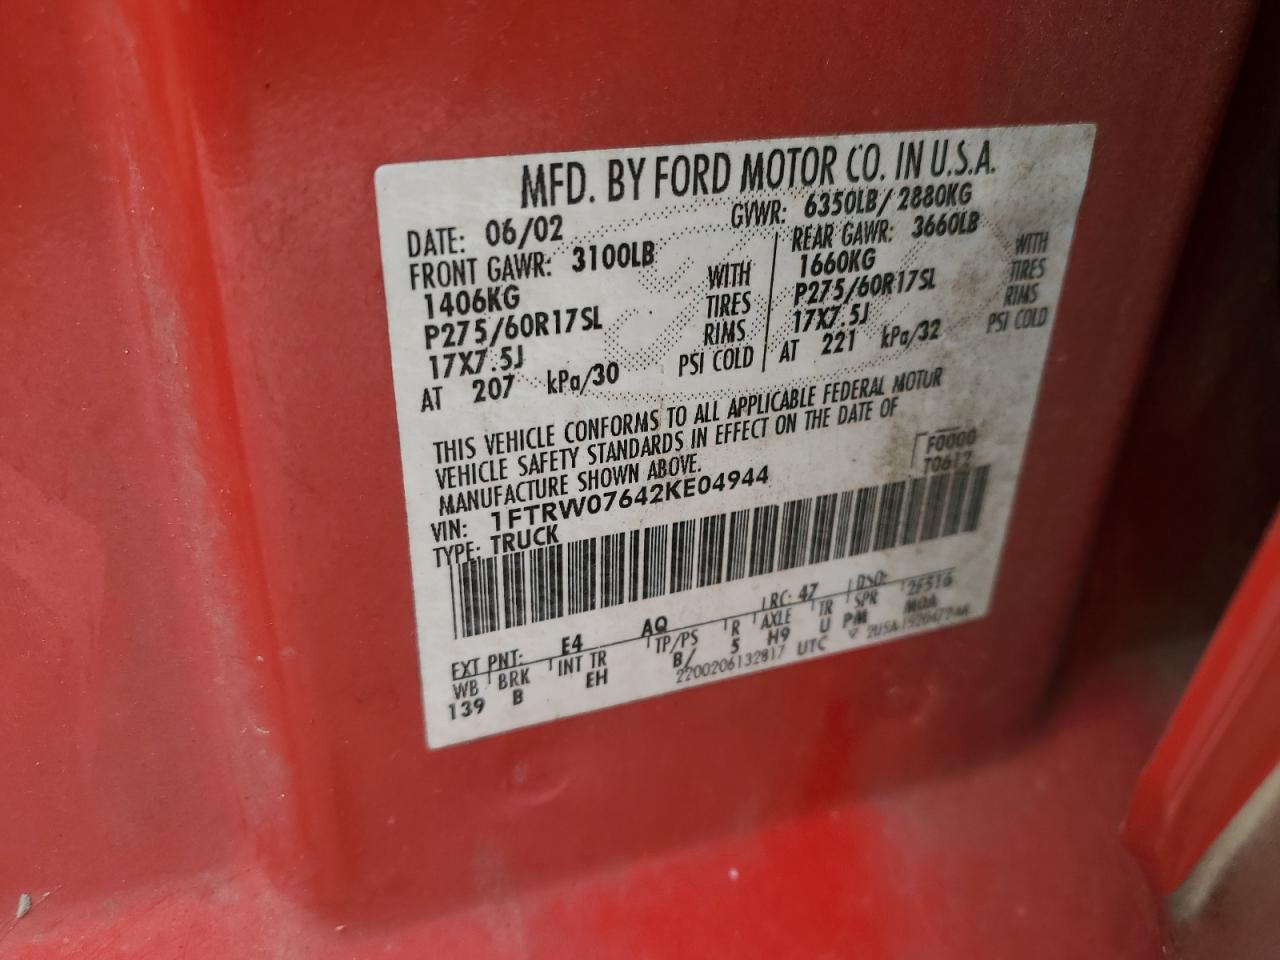 MFD. BY FORD MOTOR CO. IN U.S.A.
DATE: 06/02 GVWR: 6350LB/ 2880KG
FRONT GAWR: 3100LB REAR GAWR: 3660LB
1406KG WITH 1660KG WITH
P275/60R17SL TIRES P275/60R17SL TIRES
17X7.5J RIMS 17X7.5J RIMS
AT 207 kPa/30 PSI COLD AT 221 kPa/32 PSI COLD
THIS VEHICLE CONFORMS TO ALL APPLICABLE FEDERAL MOTOR
VEHICLE SAFETY STANDARDS IN EFFECT ON THE DATE OF
MANUFACTURE SHOWN ABOVE.
F0000
T0612
VIN: 1FTRW07642KE04944
TYPE: TRUCK
EXT PNT: E4 AQ RC: 47 DSO: 2F516
WB BRK INT TR TP/PS R AXLE TR SPR
139 B EH B/ 5 H9 U PM MOA
2200206132817 UTC